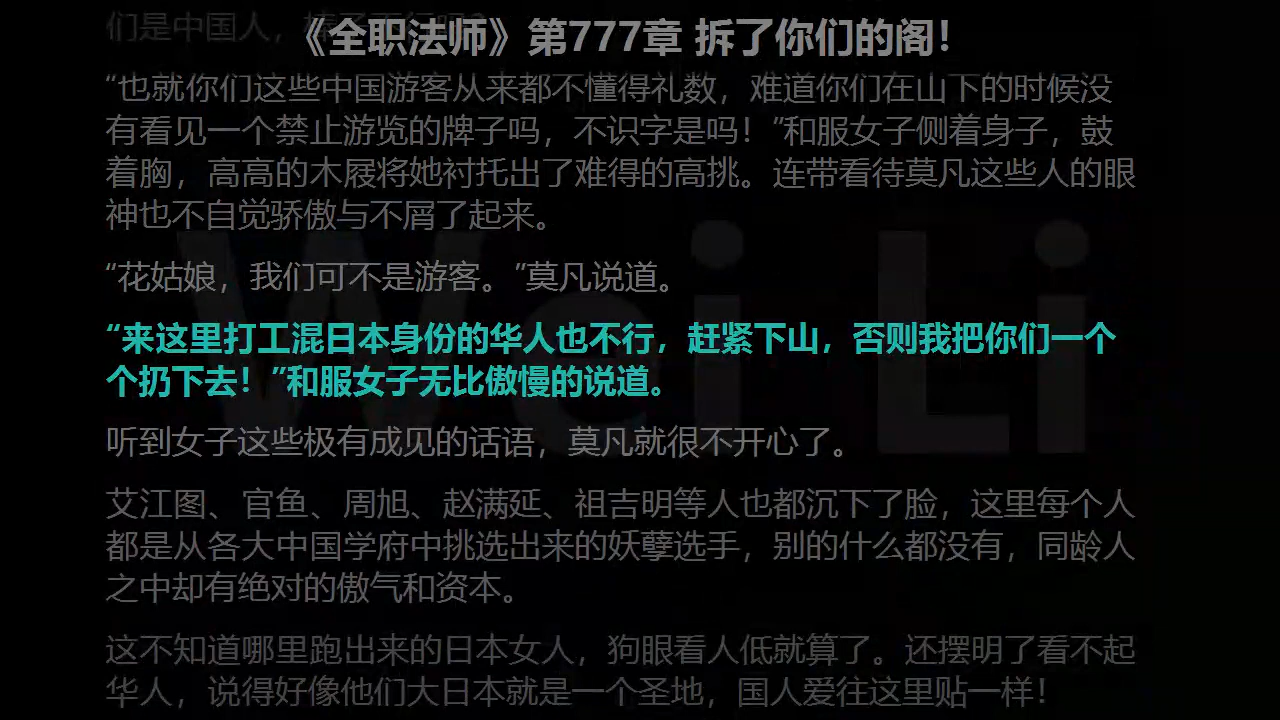 们是中国人，
《全职法师》第777章 拆了你们的阁！
“也就你们这些中国游客从来都不懂得礼数，难道你们在山下的时候没
有看见一个禁止游览的牌子吗，不识字是吗！”和服女子侧着身子，鼓
着胸，高高的木屐将她衬托出了难得的高挑。连带看待莫凡这些人的眼
神也不自觉骄傲与不屑了起来。
“花姑娘，我们可不是游客。”莫凡说道。
“来这里打工混日本身份的华人也不行，赶紧下山，否则我把你们一个
个扔下去！”和服女子无比傲慢的说道。
听到女子这些极有成见的话语，莫凡就很不开心了。
艾江图、官鱼、周旭、赵满延、祖吉明等人也都沉下了脸，这里每个人
都是从各大中国学府中挑选出来的妖孽选手，别的什么都没有，同龄人
之中却有绝对的傲气和资本。
这不知道哪里跑出来的日本女人，狗眼看人低就算了。还摆明了看不起
华人，说得好像他们大日本就是一个圣地，国人爱往这里贴一样！
Wei Li